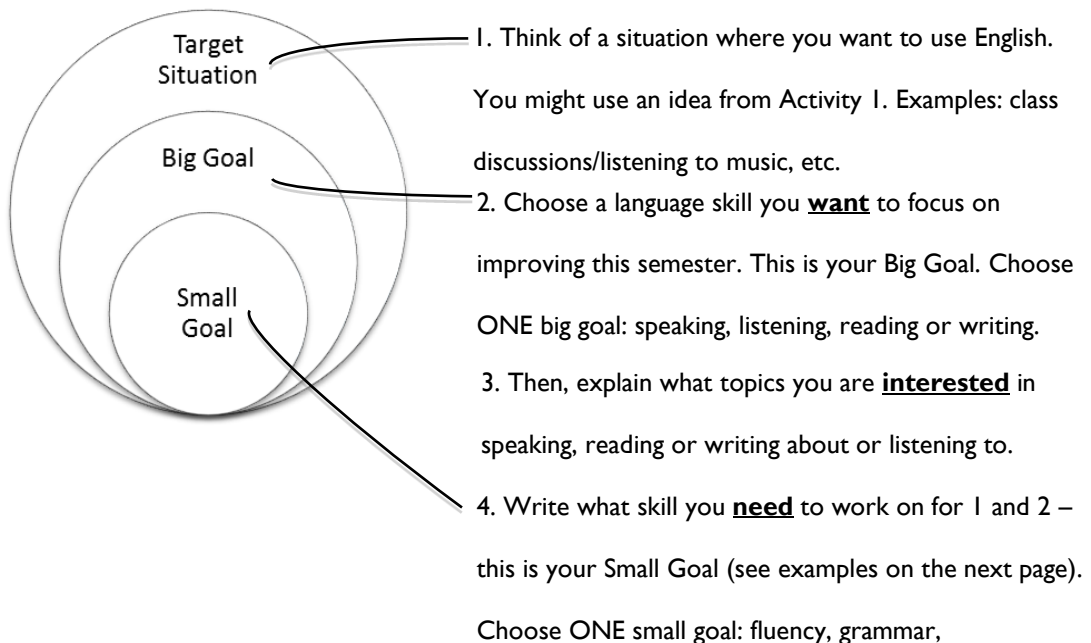 Target
Situation
Big Goal
Small
Goal
1. Think of a situation where you want to use English.
You might use an idea from Activity 1. Examples: class
discussions/listening to music, etc.
2. Choose a language skill you want to focus on
improving this semester. This is your Big Goal. Choose
ONE big goal: speaking, listening, reading or writing.
3. Then, explain what topics you are interested in
speaking, reading or writing about or listening to.
4. Write what skill you need to work on for 1 and 2 –
this is your Small Goal (see examples on the next page).
Choose ONE small goal: fluency, grammar,